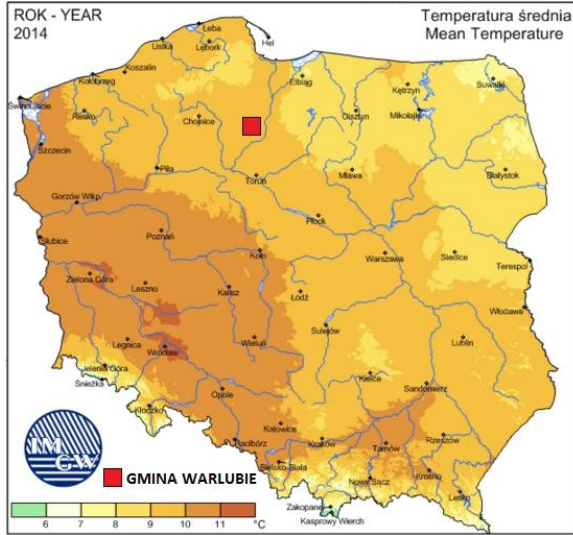 ROK - YEAR
2014
Temperatura średnia
Mean Temperature
Łeba
Hel
Ustka
Lębork
Koszalin
Kołobrzeg
Elbląg
Kętrzyn
Suwałki
Świnoujście
Resko
Chojnice
Olsztyn
Mikołajki
Szczecin
Piła
Toruń
Mława
Białystok
Gorzów Wlkp.
Płock
Słubice
Poznań
Koło
Warszawa
Siedlce
Terespol
Zielona Góra
Leszno
Kalisz
Łódź
Włodawa
Sulejów
Legnica
Wrocław
Wieluń
Lublin
Jelenia Góra
Śnieżka
Kielce
Sandomierz
Opole
Kłodzko
Katowice
Racibórz
Kraków
Tarnów
Rzeszów
Bielsko-Biała
Nowy Sącz
Krosno
Lesko
Zakopane
Kasprowy Wierch
IM
GW
GMINA WARLUBIE
6 7 8 9 10 11 °C